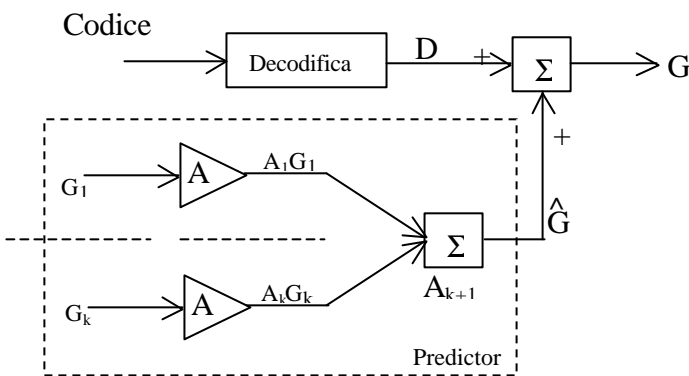 Codice
Decodifica
D
+
Σ
G
+
G₁
A
A₁G₁
Ĝ
Σ
Gₖ
A
AₖGₖ
Aₖ₊₁
Predictor